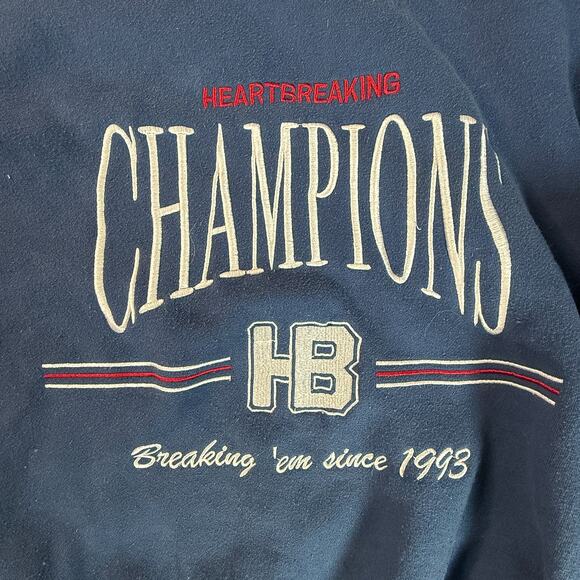 HEARTBREAKING
CHAMPIONS
HB
Breaking 'em since 1993